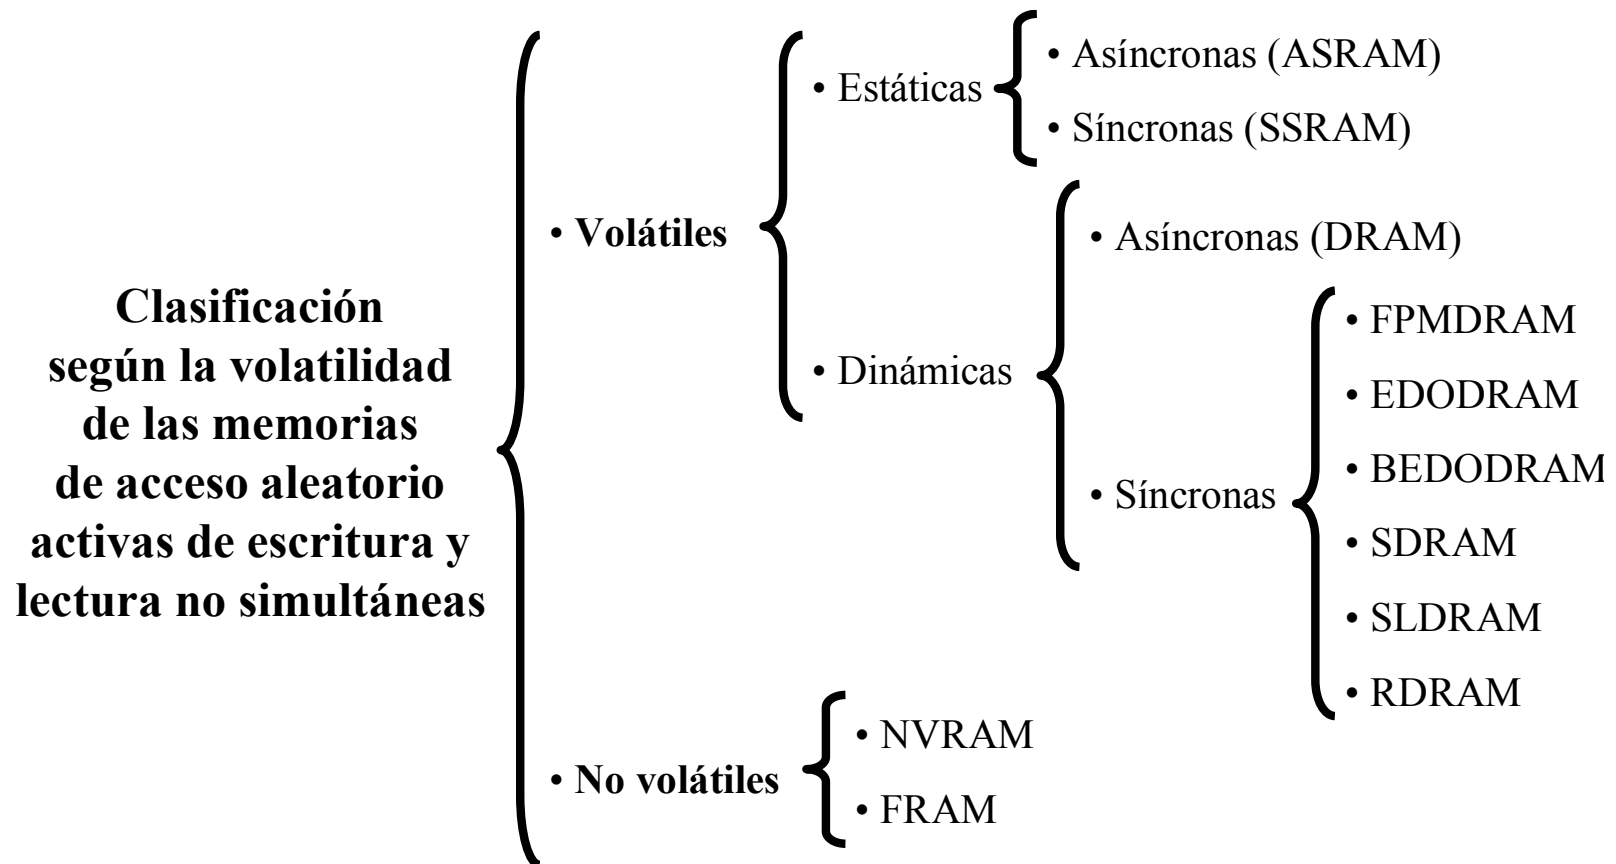 Clasificación
según la volatilidad
de las memorias
de acceso aleatorio
activas de escritura y
lectura no simultáneas
• Volátiles
• Estáticas
• Asíncronas (ASRAM)
• Síncronas (SSRAM)
• Dinámicas
• Asíncronas (DRAM)
• Síncronas
• FPMDRAM
• EDODRAM
• BEDODRAM
• SDRAM
• SLDRAM
• RDRAM
• No volátiles
• NVRAM
• FRAM